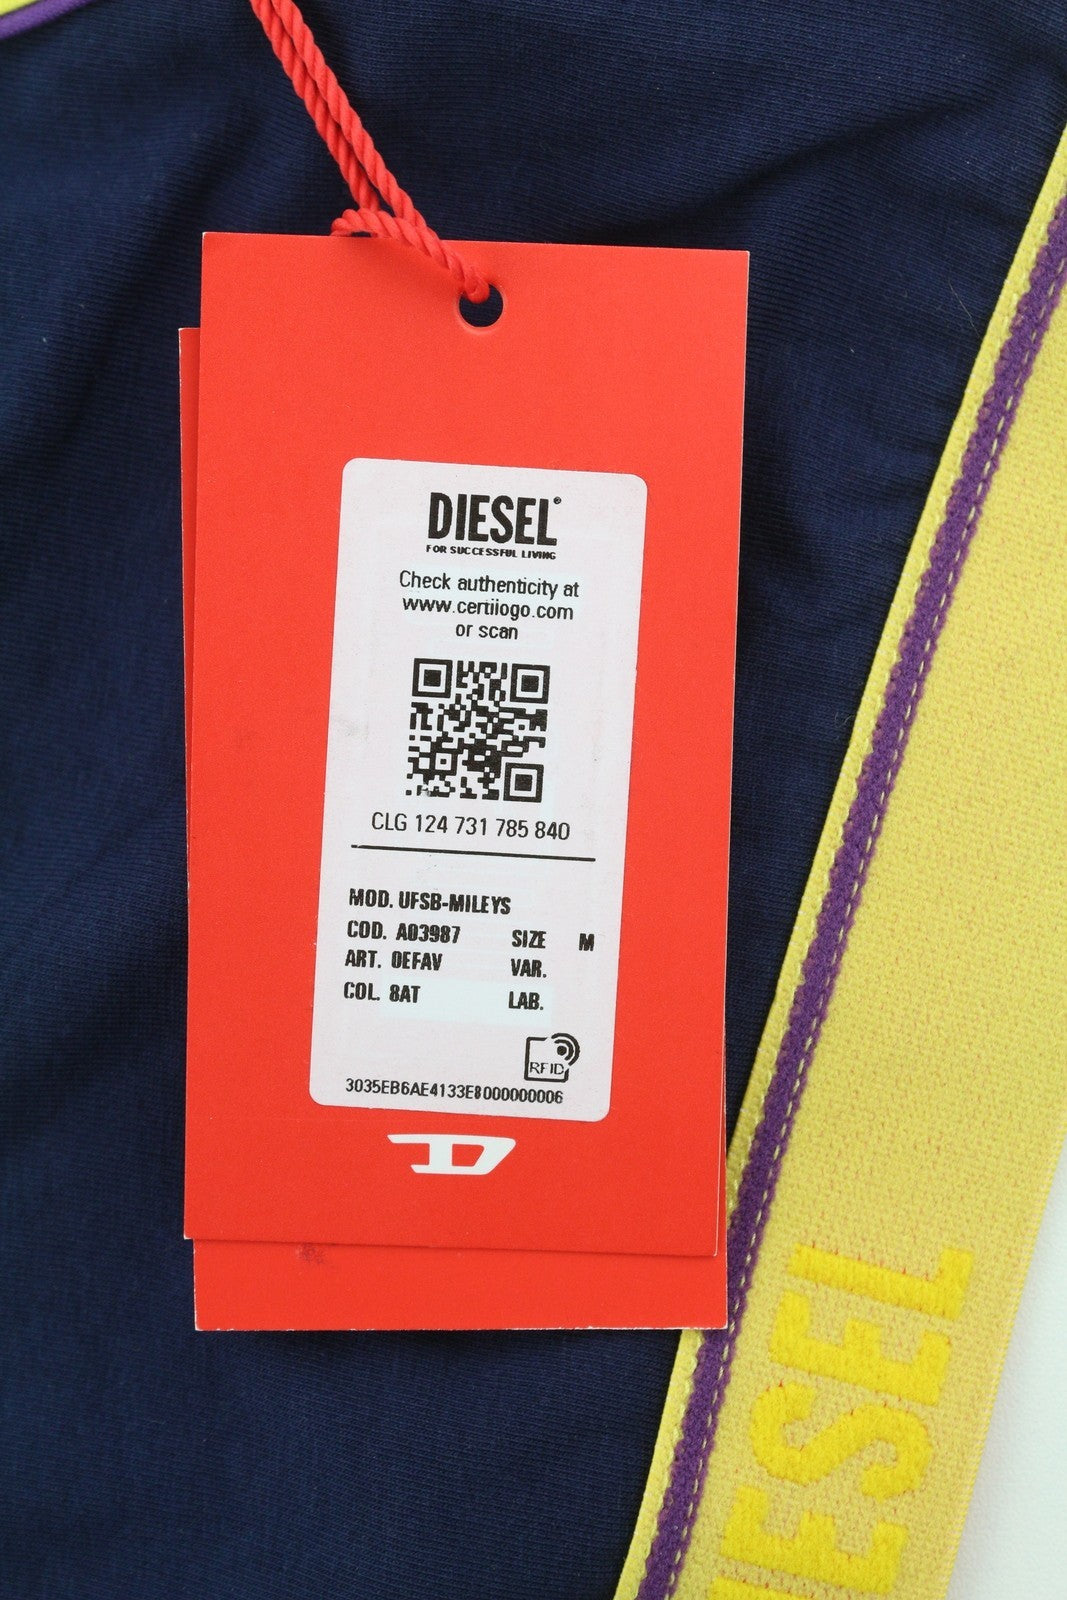 DIESEL®
FOR SUCCESSFUL LIVING
Check authenticity at
www.certilogo.com
or scan
CLG 124 731 785 840
MOD. UFSB-MILEYS
COD. A03987 SIZE M
ART. 0EFAV VAR.
COL. 8AT LAB.
RFID
3035EB6AE4133E8000000006
D
DIESEL